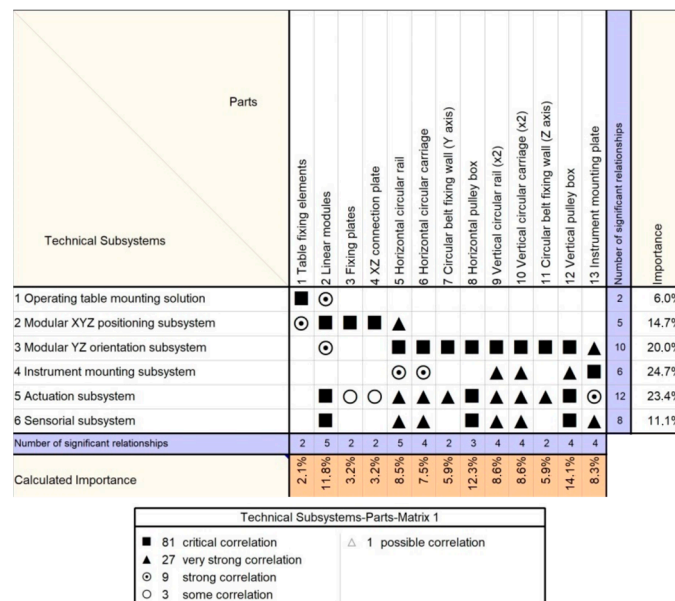 Parts
Technical Subsystems
1 Table fixing elements
2 Linear modules
3 Fixing plates
4 XZ connection plate
5 Horizontal circular rail
6 Horizontal circular carriage
7 Circular belt fixing wall (Y axis)
8 Horizontal pulley box
9 Vertical circular rail (x2)
10 Vertical circular carriage (x2)
11 Circular belt fixing wall (Z axis)
12 Vertical pulley box
13 Instrument mounting plate
Number of significant relationships
Importance
1 Operating table mounting solution 2 6.0%
2 Modular XYZ positioning subsystem 5 14.7%
3 Modular YZ orientation subsystem 10 20.0%
4 Instrument mounting subsystem 6 24.7%
5 Actuation subsystem 12 23.4%
6 Sensorial subsystem 8 11.1%
Number of significant relationships 2 5 2 2 5 4 2 3 4 4 2 4 4
Calculated Importance 2.1% 11.8% 3.2% 3.2% 8.5% 7.5% 5.9% 12.3% 8.6% 8.6% 5.9% 14.1% 8.3%
Technical Subsystems-Parts-Matrix 1
81 critical correlation 1 possible correlation
27 very strong correlation
9 strong correlation
3 some correlation